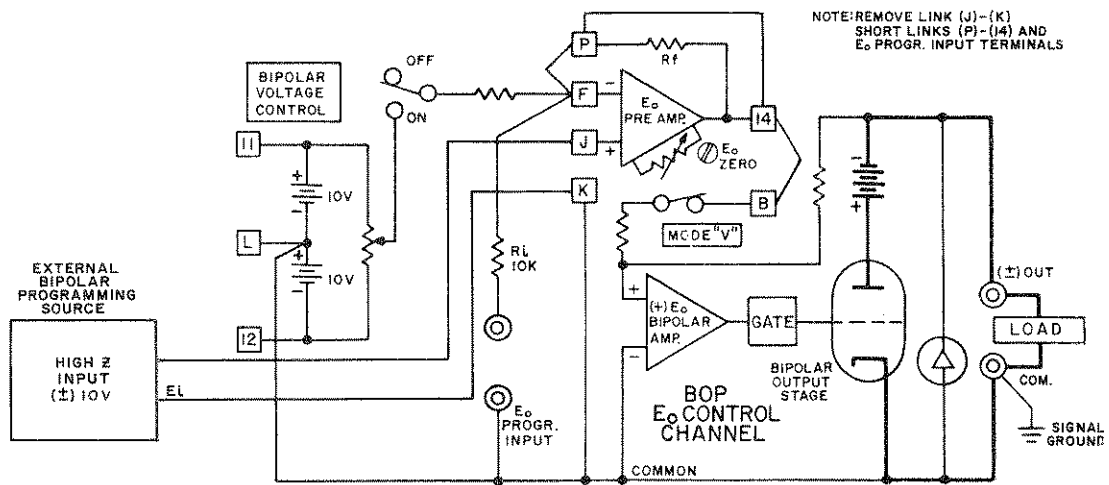 NOTE: REMOVE LINK (J)-(K)
SHORT LINKS (P)-(14) AND
Eo PROGR. INPUT TERMINALS
P
Rf
OFF
BIPOLAR
VOLTAGE
CONTROL
F
-
Eo
PRE AMP.
14
ON
11
J
+
Eo
ZERO
+
10V
-
K
B
-
+
MODE "V"
L
+
10V
-
Ri
10K
EXTERNAL
BIPOLAR
PROGRAMMING
SOURCE
(±) OUT
12
+
(+) Eo
BIPOLAR
AMP.
-
GATE
LOAD
HIGH Z
INPUT
(±) 10V
Ei
BIPOLAR
OUTPUT
STAGE
COM.
Eo
PROGR.
INPUT
BOP
Eo CONTROL
CHANNEL
SIGNAL
GROUND
COMMON